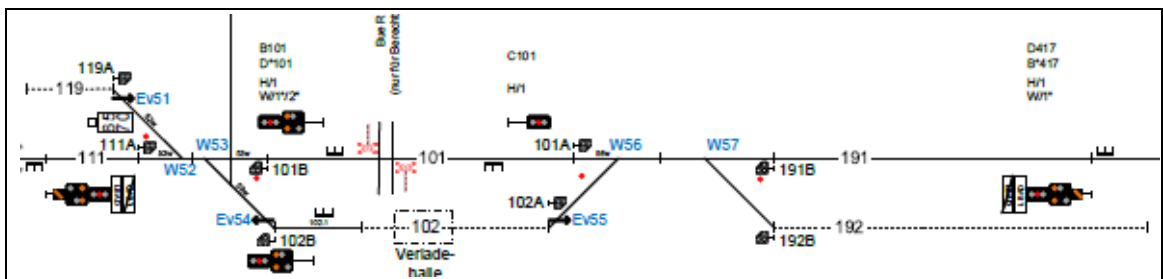 B101
D*101
H/1
W/1*/2*
Bue R
(nur für Berecht
C101
H/1
D417
B*417
H/1
W/1*
119A
119
Ev51
111A
111
W52
W53
101B
101
101A
W56
W57
191B
191
102A
Ev54
102B
102
Ev55
192B
192
Verlade-
halle